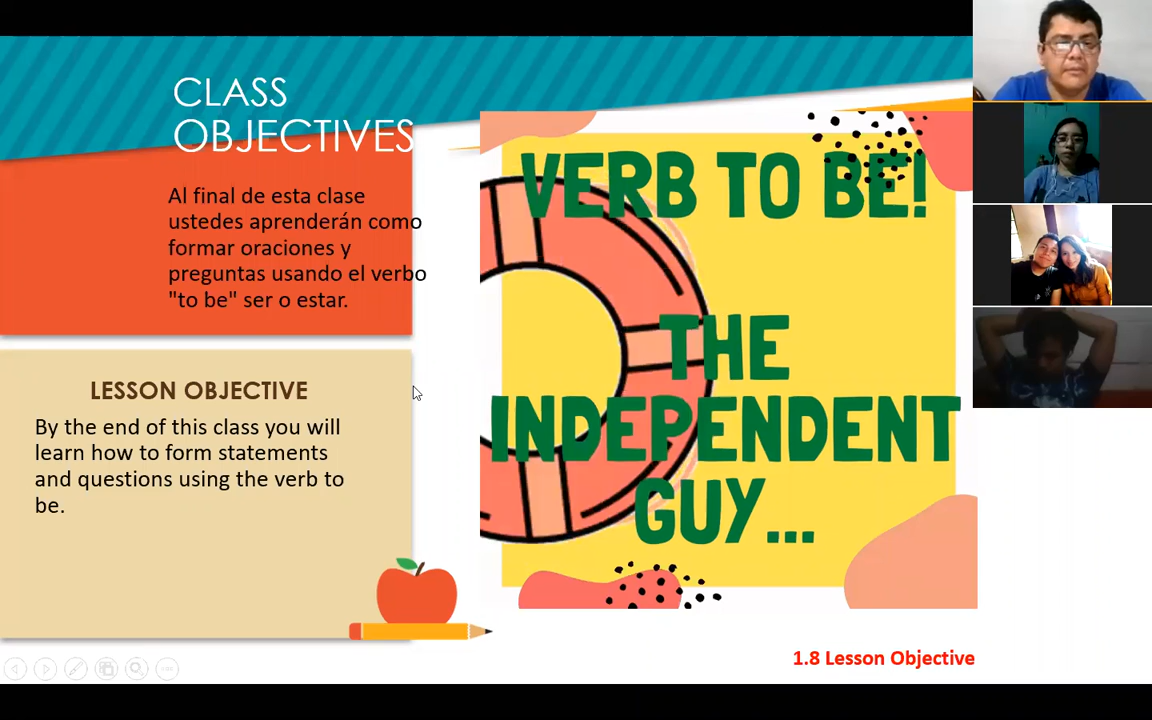 CLASS
OBJECTIVES
Al final de esta clase
ustedes aprenderán como
formar oraciones y
preguntas usando el verbo
"to be" ser o estar.
LESSON OBJECTIVE
By the end of this class you will
learn how to form statements
and questions using the verb to
be.
VERB TO BE!
THE
INDEPENDENT
GUY...
1.8 Lesson Objective